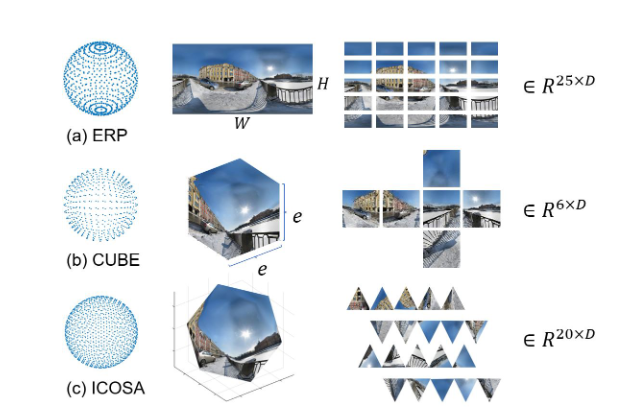 H
∈ R^{25×D}
W
(a) ERP
e
∈ R^{6×D}
(b) CUBE
e
∈ R^{20×D}
(c) ICOSA